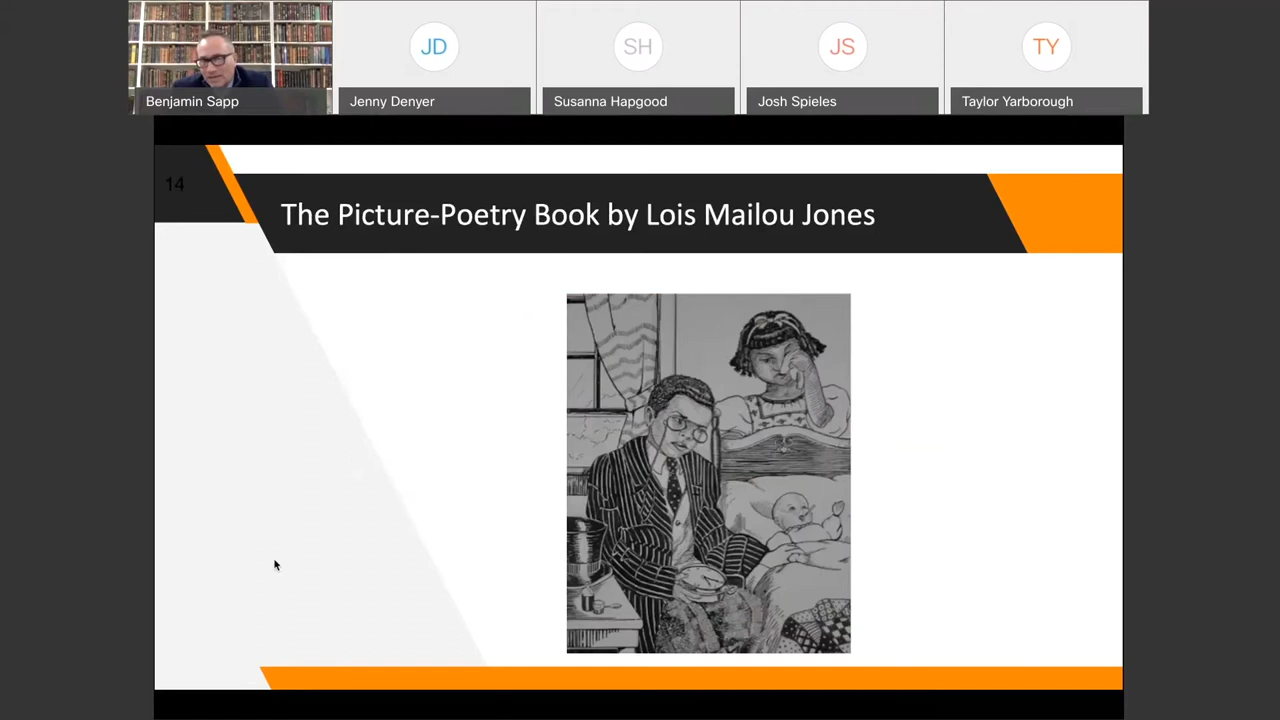 JD
SH
JS
TY
Benjamin Sapp
Jenny Denyer
Susanna Hapgood
Josh Spieles
Taylor Yarborough
14
The Picture-Poetry Book by Lois Mailou Jones